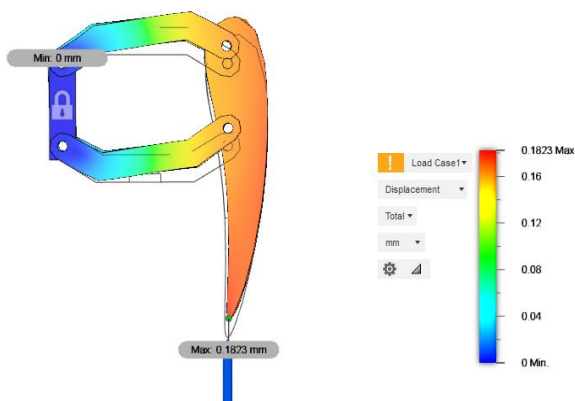 Min: 0 mm
Max: 0.1823 mm
! Load Case1
Displacement
Total
mm
0.1823 Max
0.16
0.12
0.08
0.04
0 Min.